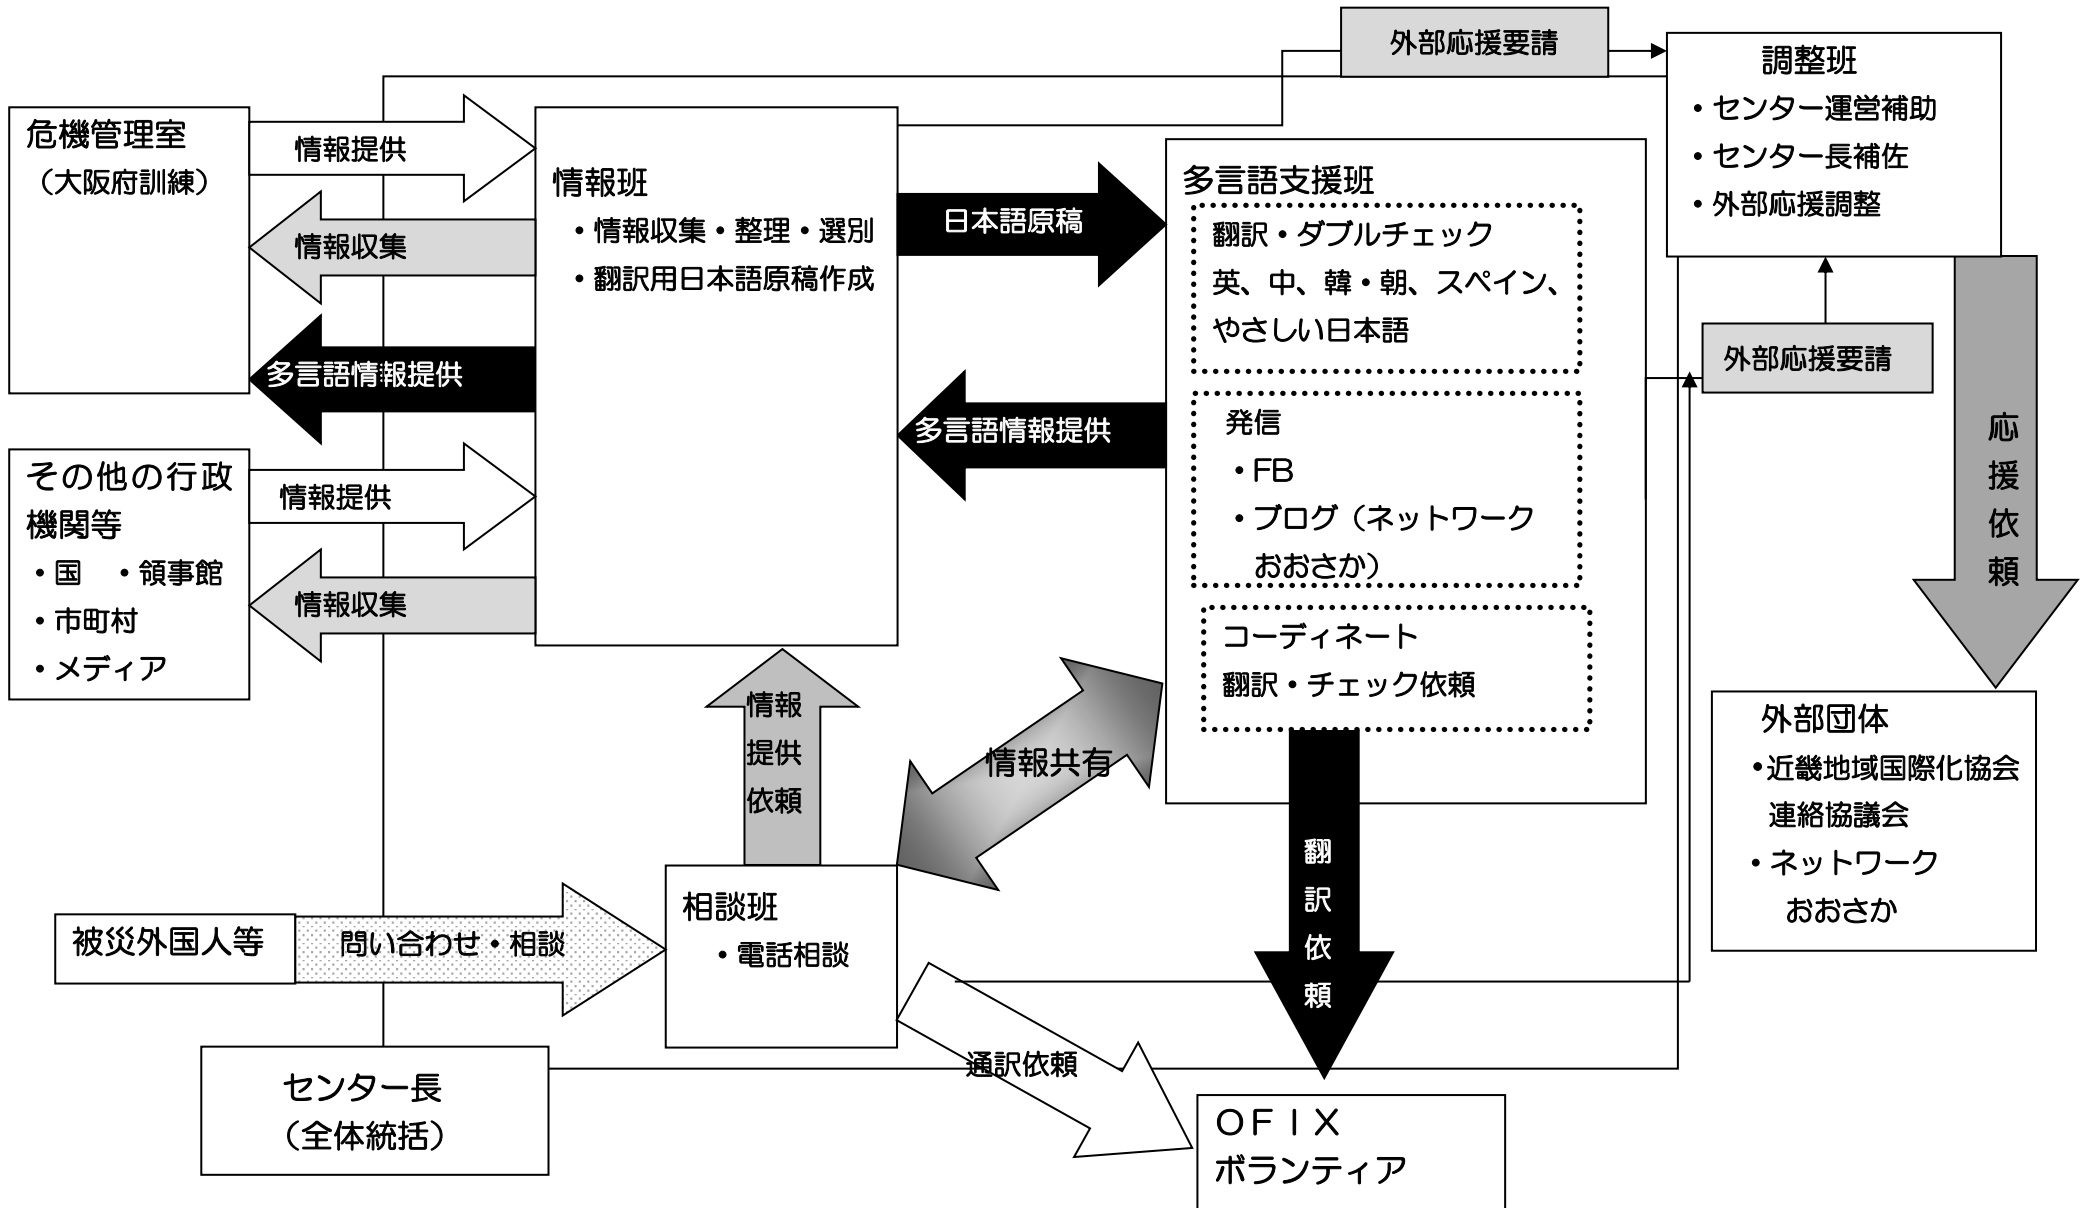 外部応援要請
調整班
・センター運営補助
・センター長補佐
・外部応援調整
危機管理室
（大阪府訓練）
情報提供
情報収集
多言語情報提供
情報班
・情報収集・整理・選別
・翻訳用日本語原稿作成
日本語原稿
多言語情報提供
多言語支援班
翻訳・ダブルチェック
英、中、韓・朝、スペイン、
やさしい日本語
発信
・FB
・ブログ（ネットワーク
おおさか）
コーディネート
翻訳・チェック依頼
外部応援要請
応
援
依
頼
その他の行政
機関等
・国　・領事館
・市町村
・メディア
情報提供
情報収集
情報
提供
依頼
情報共有
外部団体
・近畿地域国際化協会
連絡協議会
・ネットワーク
おおさか
翻
訳
依
頼
被災外国人等
問い合わせ・相談
相談班
・電話相談
通訳依頼
センター長
（全体統括）
ＯＦＩＸ
ボランティア